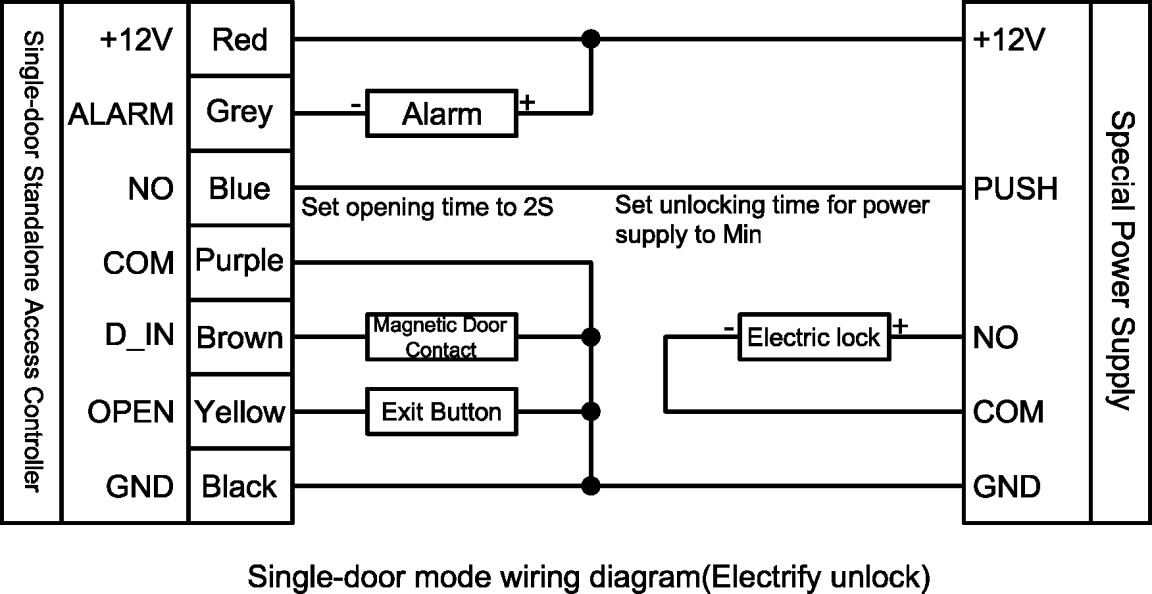 Single-door Standalone Access Controller
+12V Red
+12V
ALARM Grey - Alarm +
NO Blue
PUSH
Set opening time to 2S
Set unlocking time for power
supply to Min
COM Purple
D_IN Brown
Magnetic Door
Contact
- Electric lock +
NO
OPEN Yellow Exit Button
COM
GND Black
GND
Special Power Supply
Single-door mode wiring diagram(Electrify unlock)